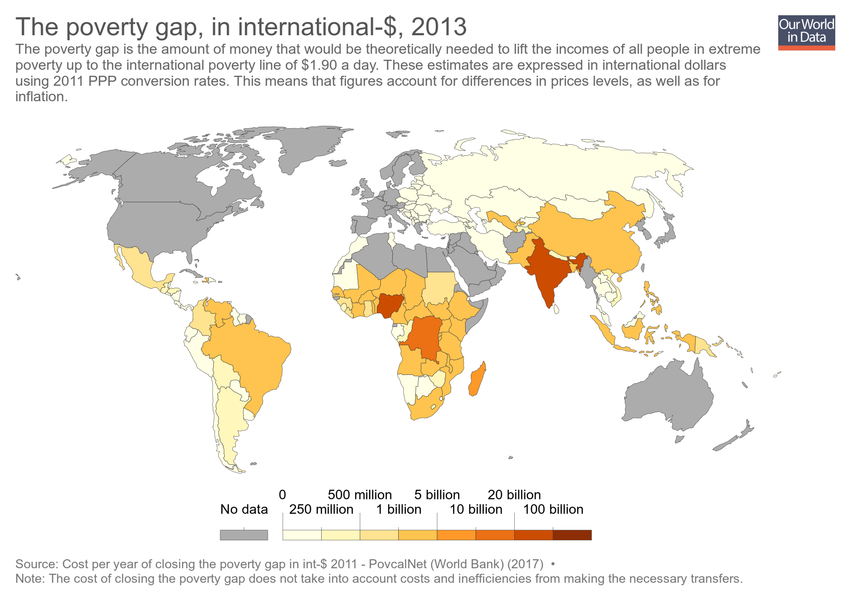 The poverty gap, in international-$, 2013
Our World
in Data
The poverty gap is the amount of money that would be theoretically needed to lift the incomes of all people in extreme
poverty up to the international poverty line of $1.90 a day. These estimates are expressed in international dollars
using 2011 PPP conversion rates. This means that figures account for differences in prices levels, as well as for
inflation.
0 500 million 5 billion 20 billion
No data 250 million 1 billion 10 billion 100 billion
Source: Cost per year of closing the poverty gap in int-$ 2011 - PovcalNet (World Bank) (2017) •
Note: The cost of closing the poverty gap does not take into account costs and inefficiencies from making the necessary transfers.